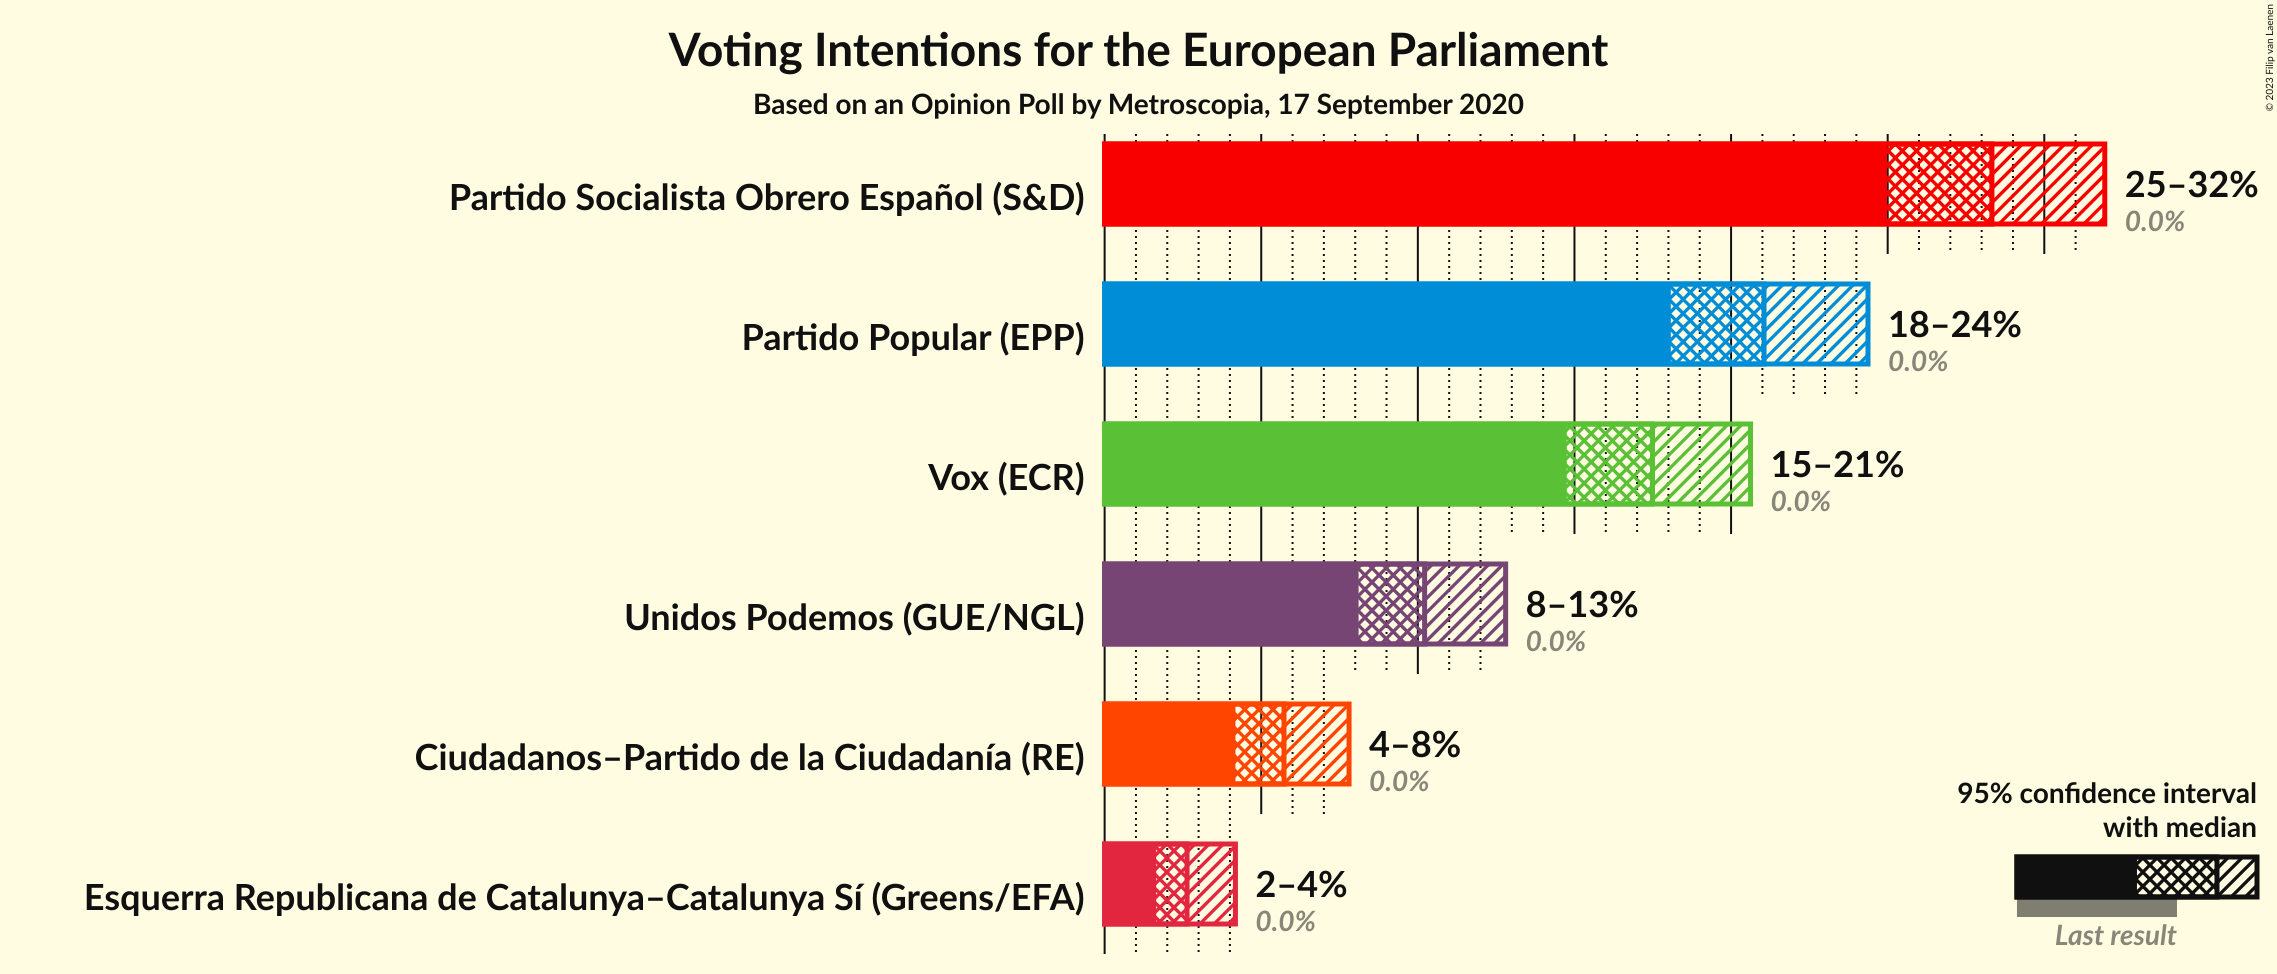 Voting Intentions for the European Parliament
Based on an Opinion Poll by Metroscopia, 17 September 2020
© 2023 Filip van Laenen
Partido Socialista Obrero Español (S&D)
25–32%
0.0%
Partido Popular (EPP)
18–24%
0.0%
Vox (ECR)
15–21%
0.0%
Unidos Podemos (GUE/NGL)
8–13%
0.0%
Ciudadanos–Partido de la Ciudadanía (RE)
4–8%
0.0%
Esquerra Republicana de Catalunya–Catalunya Sí (Greens/EFA)
2–4%
0.0%
95% confidence interval
with median
Last result